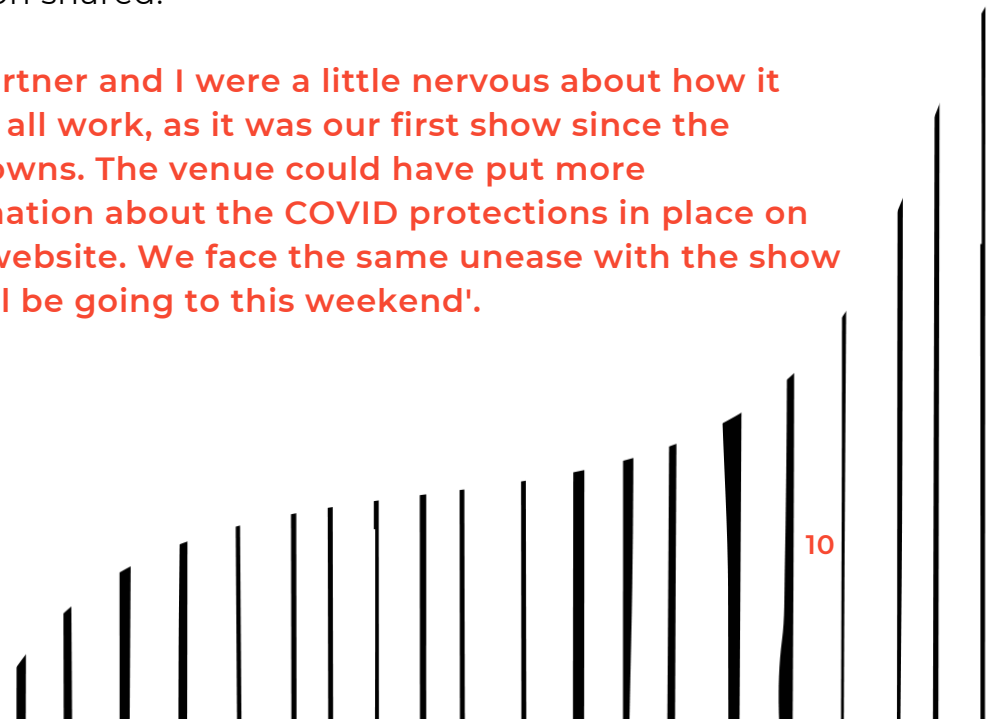 on shared.
rtner and I were a little nervous about how it
all work, as it was our first show since the
owns. The venue could have put more
nation about the COVID protections in place on
website. We face the same unease with the show
l be going to this weekend'.
10